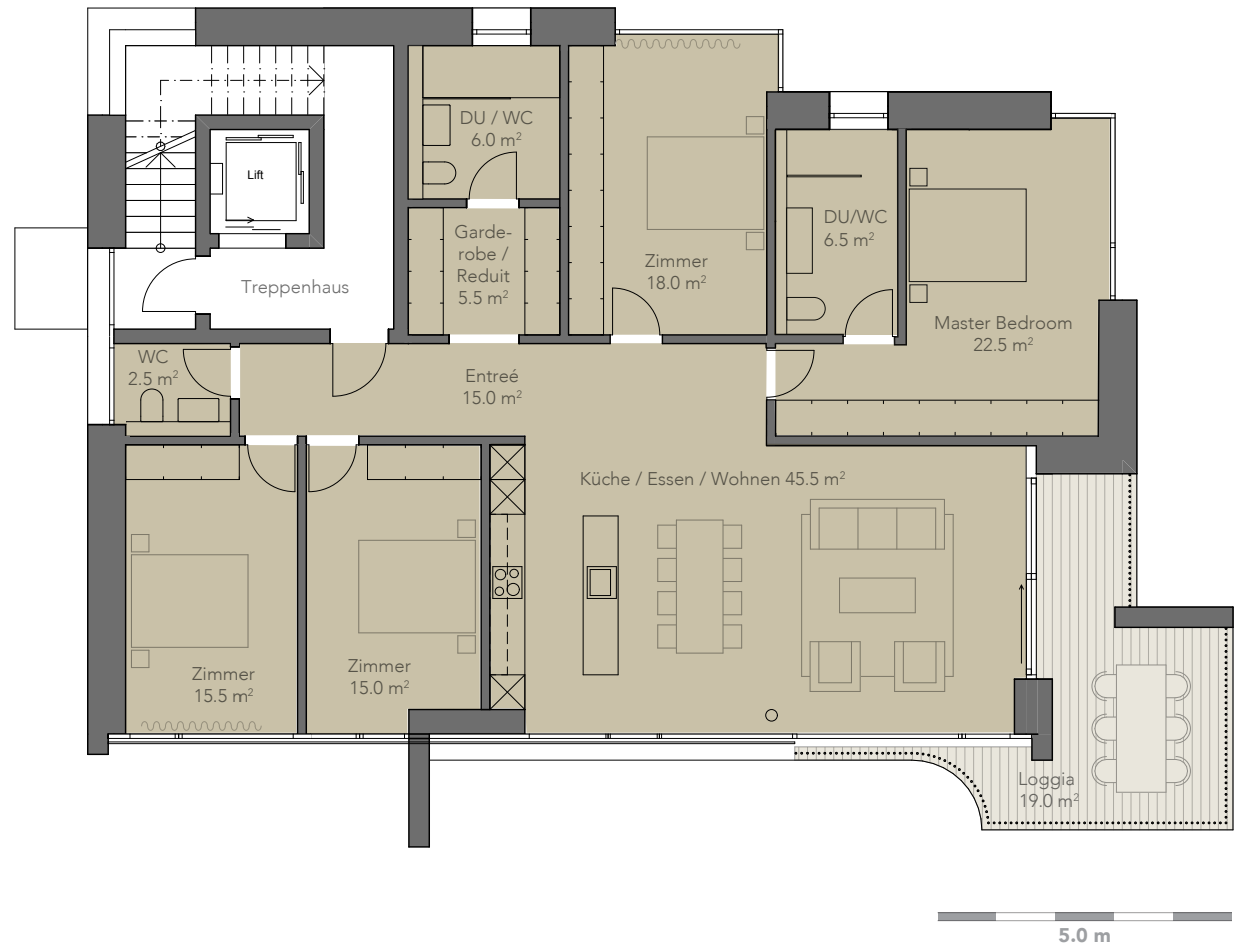 DU / WC
6.0 m²
Lift
Garde-
robe /
Reduit
5.5 m²
DU/WC
6.5 m²
Zimmer
18.0 m²
Treppenhaus
Master Bedroom
22.5 m²
WC
2.5 m²
Entreé
15.0 m²
Küche / Essen / Wohnen 45.5 m²
Zimmer
15.5 m²
Zimmer
15.0 m²
Loggia
19.0 m²
5.0 m